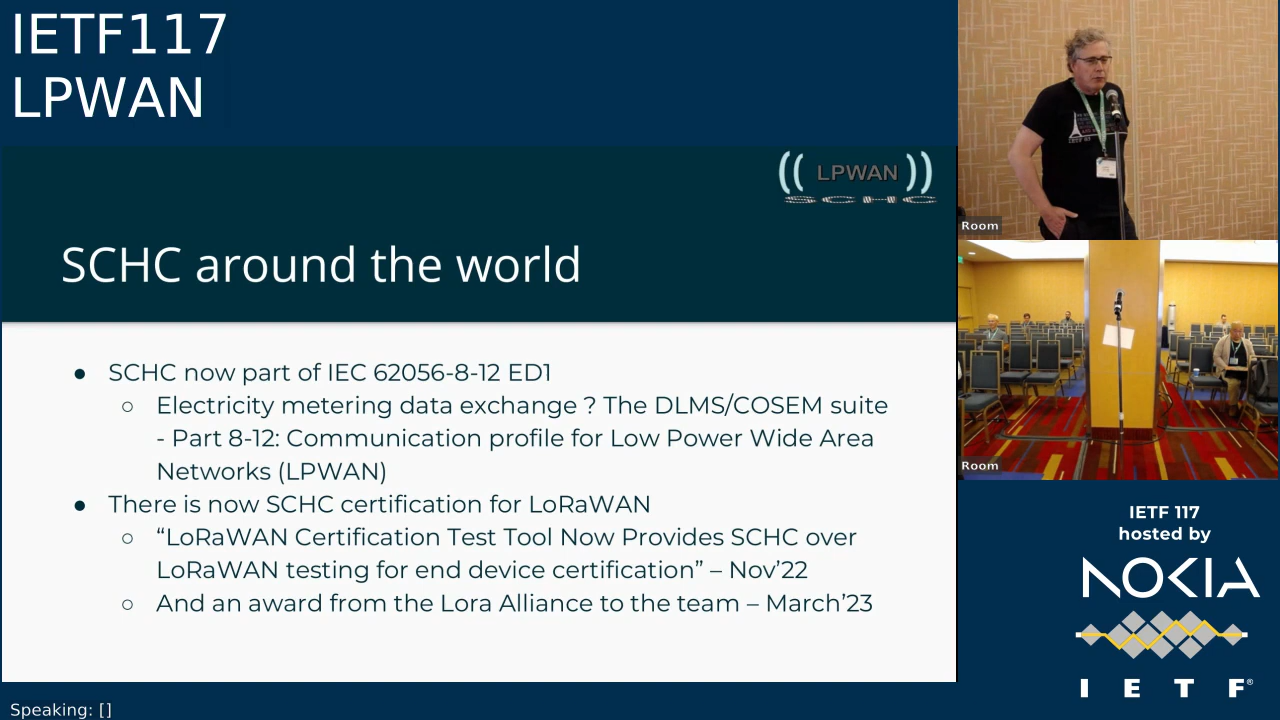 IETF117
LPWAN
LPWAN
SCHC around the world
● SCHC now part of IEC 62056-8-12 ED1
○ Electricity metering data exchange ? The DLMS/COSEM suite
- Part 8-12: Communication profile for Low Power Wide Area
Networks (LPWAN)
● There is now SCHC certification for LoRaWAN
○ “LoRaWAN Certification Test Tool Now Provides SCHC over
LoRaWAN testing for end device certification” – Nov’22
○ And an award from the Lora Alliance to the team – March’23
Room
Room
IETF 117
hosted by
NOKIA
I E T F®
Speaking: []